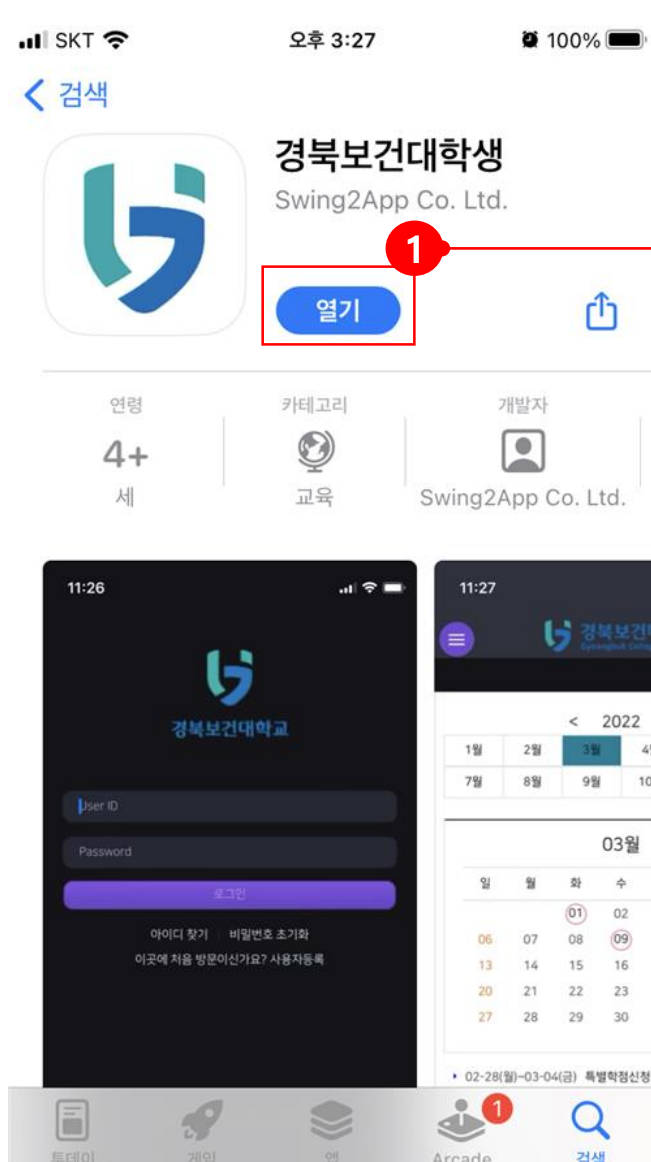 SKT 오후 3:27 100%
검색
경북보건대학생
Swing2App Co. Ltd.
1
열기
연령 카테고리 개발자
4+
세 교육 Swing2App Co. Ltd.
11:26
경북보건대학교
User ID
Password
로그인
아이디 찾기 비밀번호 초기화
이곳에 처음 방문이신가요? 사용자등록
11:27
경북보건
< 2022
1월 2월 3월
7월 8월 9월 10
03월
일 월 화 수
01 02
06 07 08 09
13 14 15 16
20 21 22 23
27 28 29 30
02-28(월)~03-04(금) 특별학점신청
1
투데이 게임 앱 Arcade 검색